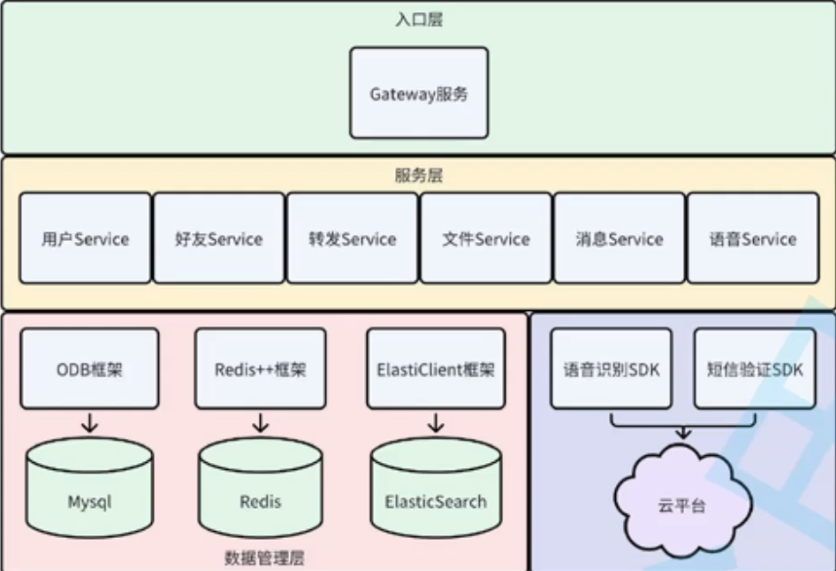 入口层
Gateway服务
服务层
用户Service
好友Service
转发Service
文件Service
消息Service
语音Service
ODB框架
Redis++框架
ElastiClient框架
语音识别SDK
短信验证SDK
Mysql
Redis
ElasticSearch
云平台
数据管理层